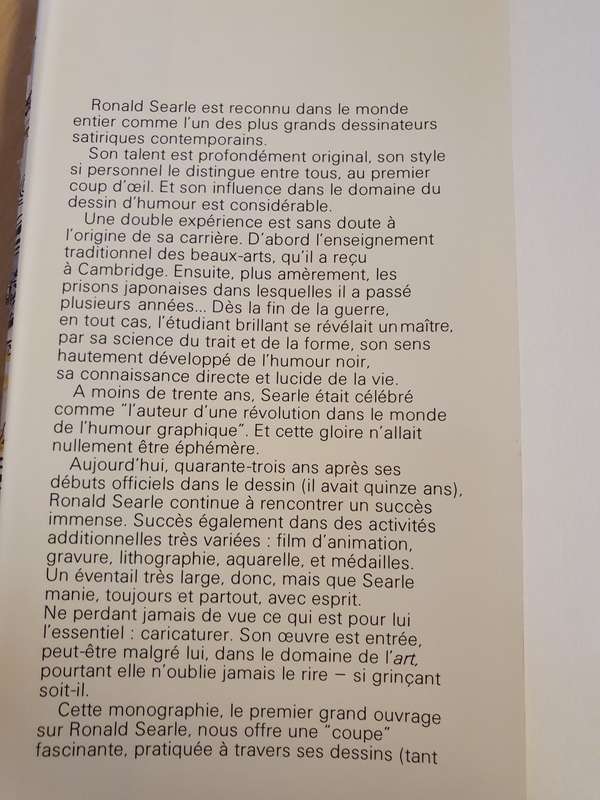 Ronald Searle est reconnu dans le monde
entier comme l'un des plus grands dessinateurs
satiriques contemporains.
Son talent est profondément original, son style
si personnel le distingue entre tous, au premier
coup d'œil. Et son influence dans le domaine du
dessin d'humour est considérable.
Une double expérience est sans doute à
l'origine de sa carrière. D'abord l'enseignement
traditionnel des beaux-arts, qu'il a reçu
à Cambridge. Ensuite, plus amèrement, les
prisons japonaises dans lesquelles il a passé
plusieurs années... Dès la fin de la guerre,
en tout cas, l'étudiant brillant se révélait un maître,
par sa science du trait et de la forme, son sens
hautement développé de l'humour noir,
sa connaissance directe et lucide de la vie.
A moins de trente ans, Searle était célébré
comme "l'auteur d'une révolution dans le monde
de l'humour graphique". Et cette gloire n'allait
nullement être éphémère.
Aujourd'hui, quarante-trois ans après ses
débuts officiels dans le dessin (il avait quinze ans),
Ronald Searle continue à rencontrer un succès
immense. Succès également dans des activités
additionnelles très variées : film d'animation,
gravure, lithographie, aquarelle, et médailles.
Un éventail très large, donc, mais que Searle
manie, toujours et partout, avec esprit.
Ne perdant jamais de vue ce qui est pour lui
l'essentiel : caricaturer. Son œuvre est entrée,
peut-être malgré lui, dans le domaine de l'art,
pourtant elle n'oublie jamais le rire – si grinçant
soit-il.
Cette monographie, le premier grand ouvrage
sur Ronald Searle, nous offre une "coupe"
fascinante, pratiquée à travers ses dessins (tant